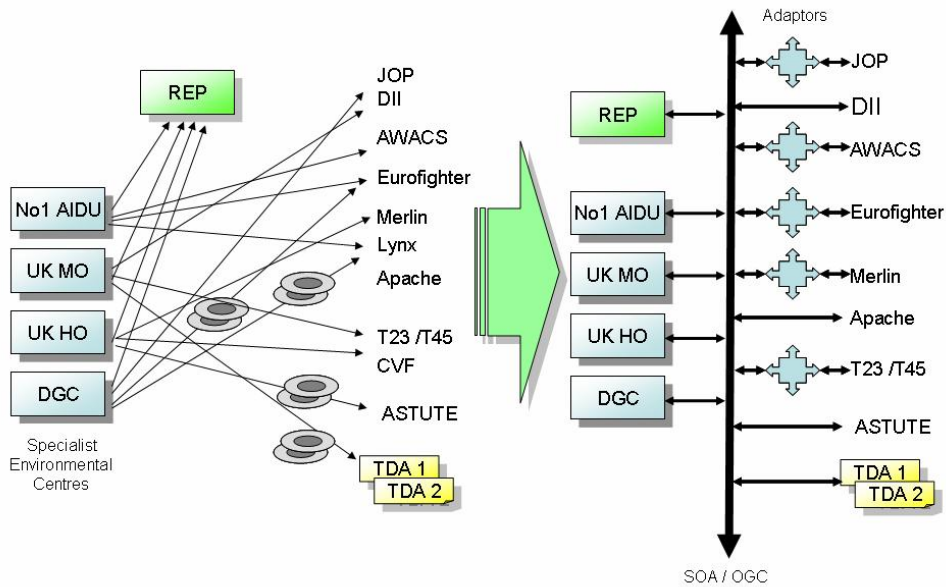 REP
No1 AIDU
UK MO
UK HO
DGC
Specialist
Environmental
Centres
JOP
DII
AWACS
Eurofighter
Merlin
Lynx
Apache
T23 /T45
CVF
ASTUTE
TDA 1
TDA 2
REP
No1 AIDU
UK MO
UK HO
DGC
Adaptors
JOP
DII
AWACS
Eurofighter
Merlin
Apache
T23 /T45
ASTUTE
TDA 1
TDA 2
SOA / OGC